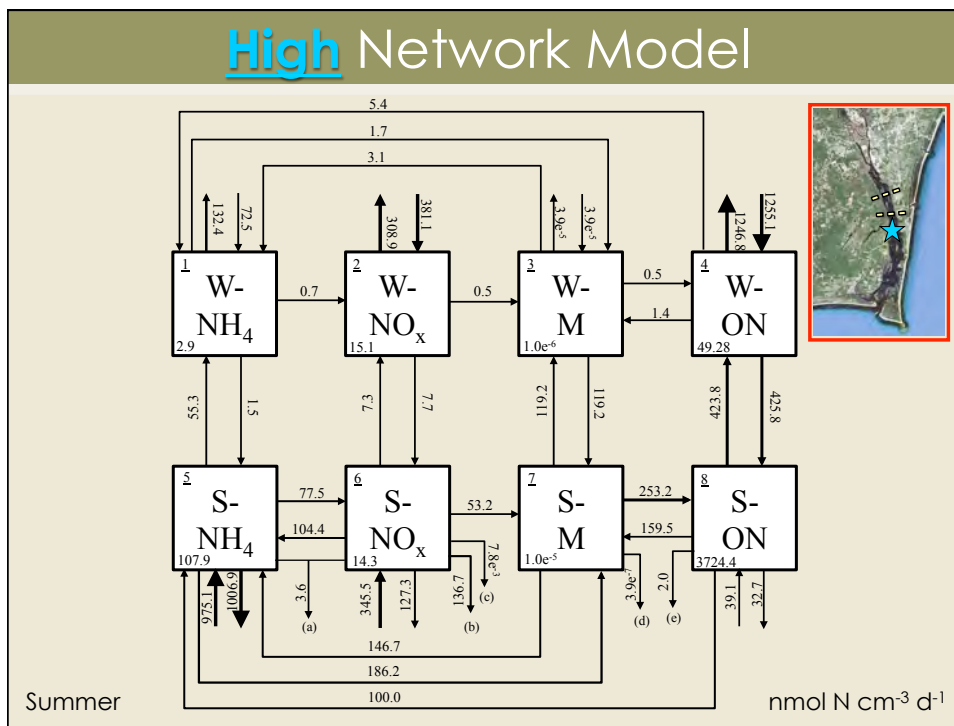 High Network Model
5.4
1.7
3.1
132.4
72.5
308.9
381.1
3.9e-5
3.9e-5
1246.8
1255.1
1
W-
NH4
2.9
0.7
2
W-
NOx
15.1
0.5
3
W-
M
1.0e-6
0.5
1.4
4
W-
ON
49.28
55.3
1.5
7.3
7.7
119.2
119.2
423.8
425.8
5
S-
NH4
107.9
77.5
104.4
6
S-
NOx
14.3
53.2
7
S-
M
1.0e-5
253.2
159.5
8
S-
ON
3724.4
975.1
1006.9
3.6
(a)
345.5
127.3
136.7
(b)
7.8e-3
(c)
3.9e-7
(d)
2.0
(e)
39.1
32.7
146.7
186.2
100.0
Summer
nmol N cm-3 d-1